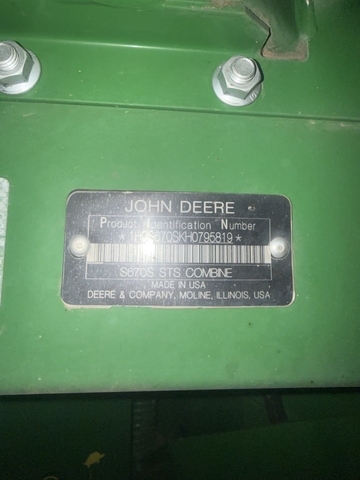 JOHN DEERE
Product Identification Number
S670S STS COMBINE
MADE IN USA
DEERE & COMPANY, MOLINE, ILLINOIS, USA